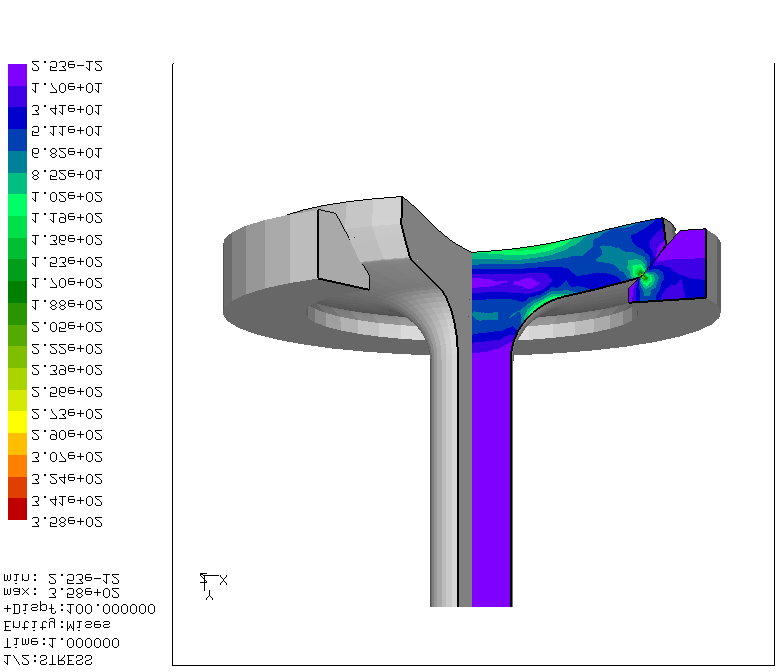 2.53e-12
1.70e+01
3.41e+01
5.11e+01
6.82e+01
8.52e+01
1.02e+02
1.19e+02
1.36e+02
1.53e+02
1.70e+02
1.88e+02
2.05e+02
2.22e+02
2.39e+02
2.56e+02
2.73e+02
2.90e+02
3.07e+02
3.24e+02
3.41e+02
3.58e+02
min: 2.53e-12
max: 3.58e+02
+Dispf:100.000000
Entity:Mises
Time:1.000000
1/2:STRESS
Z X
Y